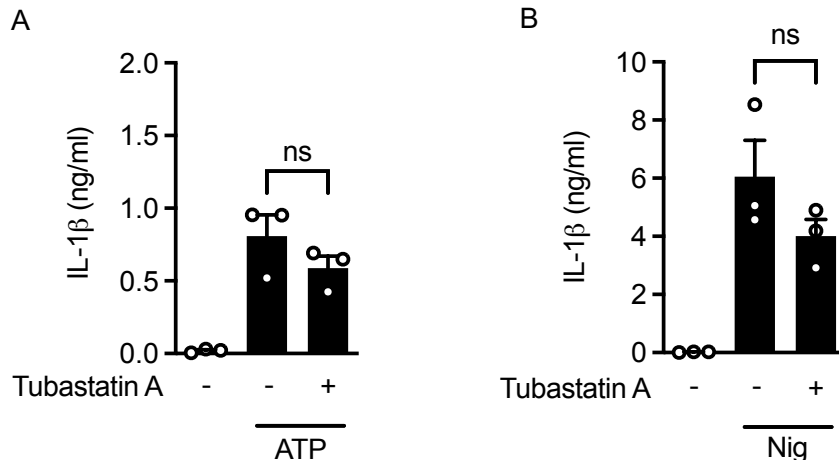 A
IL-1β (ng/ml)
2.0
1.5
1.0
0.5
0.0
ns
Tubastatin A - - +
ATP
B
IL-1β (ng/ml)
10
8
6
4
2
0
ns
Tubastatin A - - +
Nig